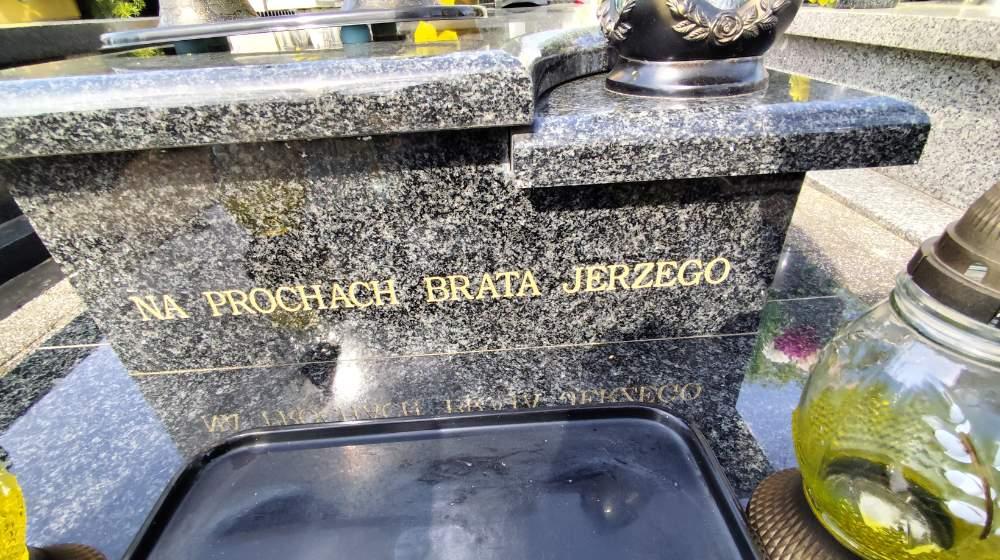 NA PROCHACH BRATA JERZEGO